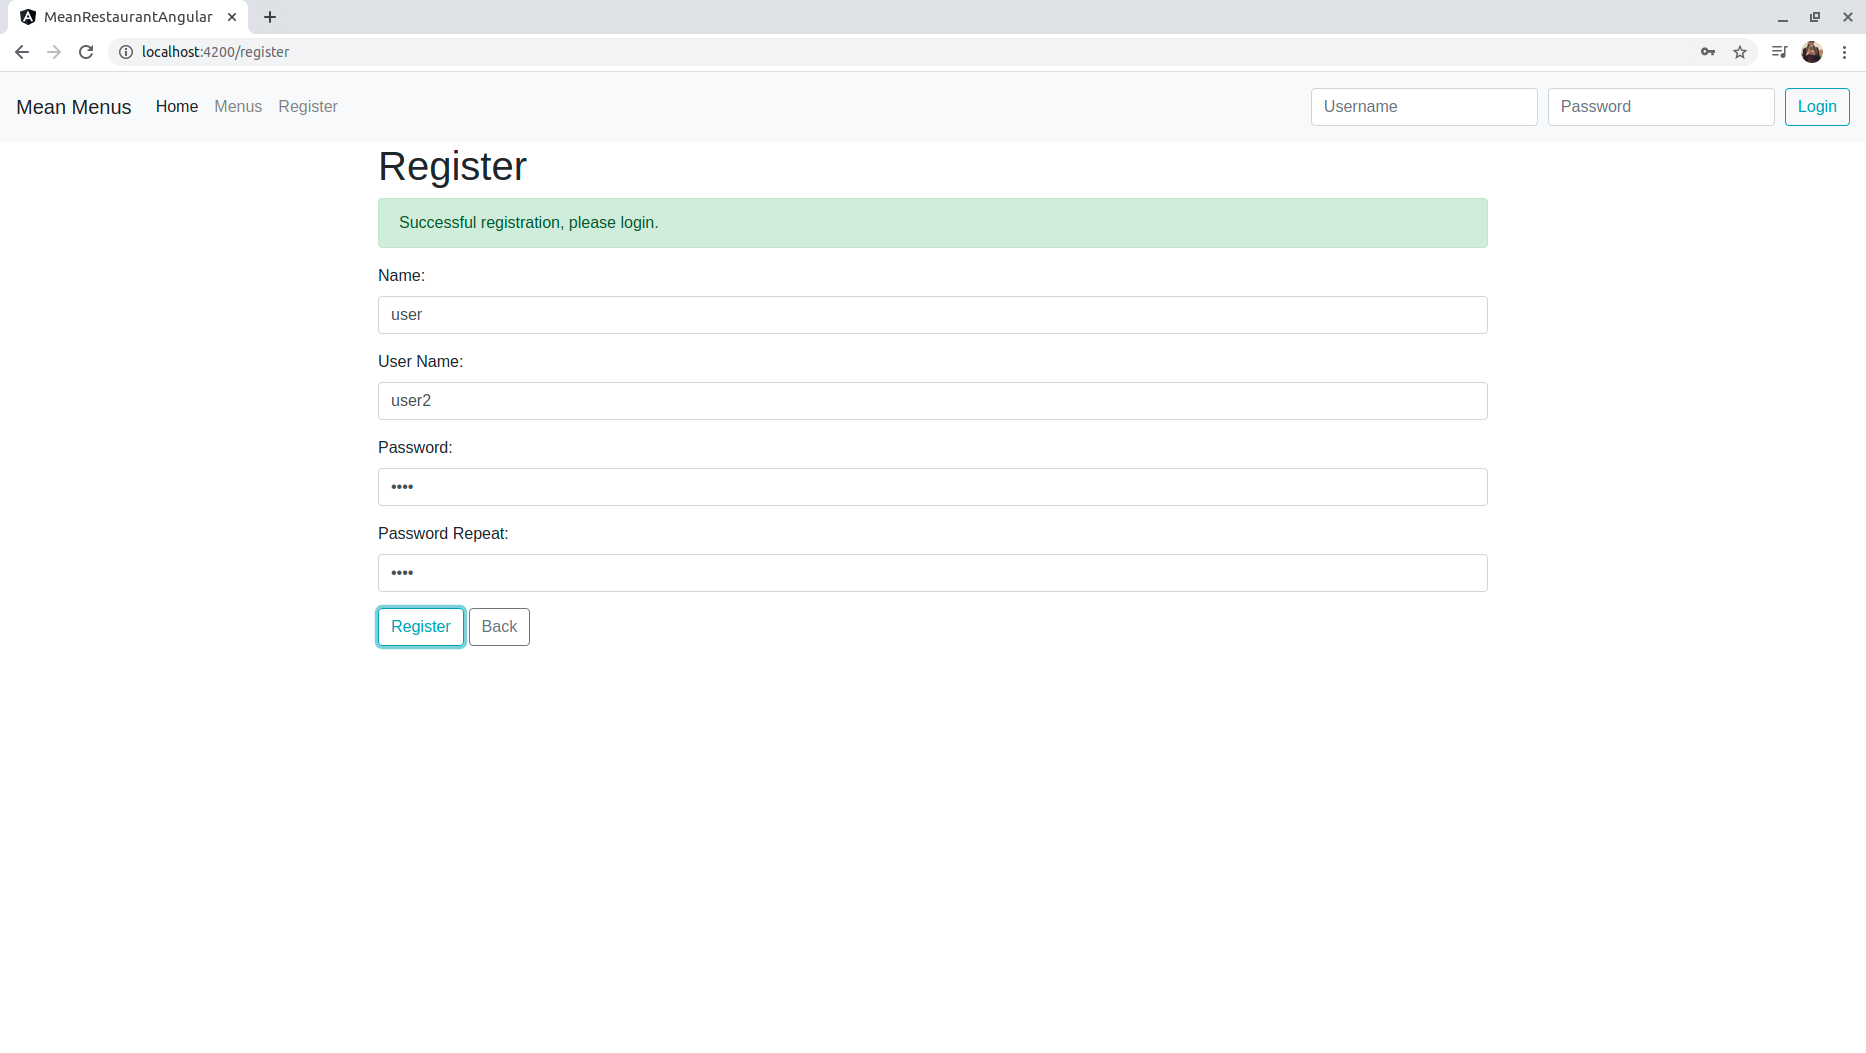 MeanRestaurantAngular
localhost:4200/register
Mean Menus Home Menus Register Username Password Login
Register
Successful registration, please login.
Name:
user
User Name:
user2
Password:
••••
Password Repeat:
••••
Register Back